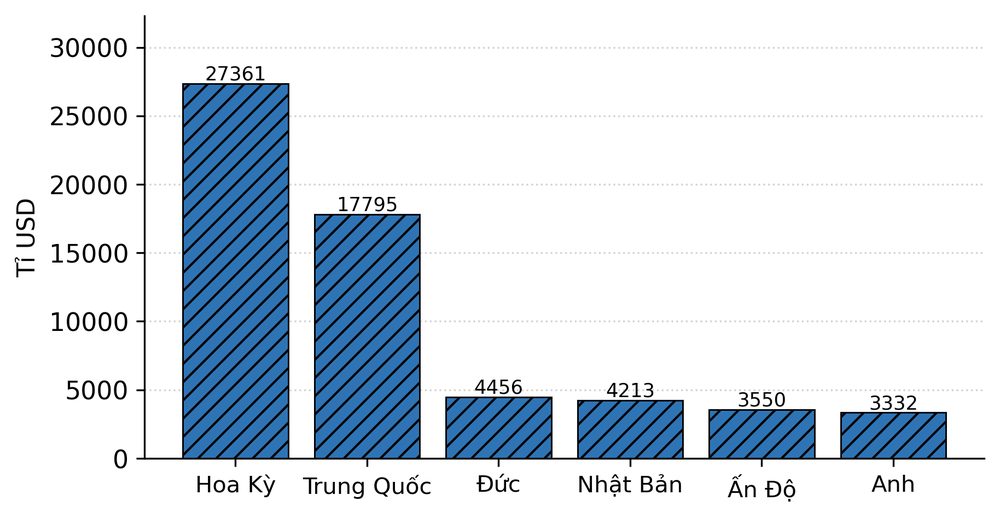 Tỉ USD
30000
25000
20000
15000
10000
5000
0
27361
17795
4456
4213
3550
3332
Hoa Kỳ
Trung Quốc
Đức
Nhật Bản
Ấn Độ
Anh